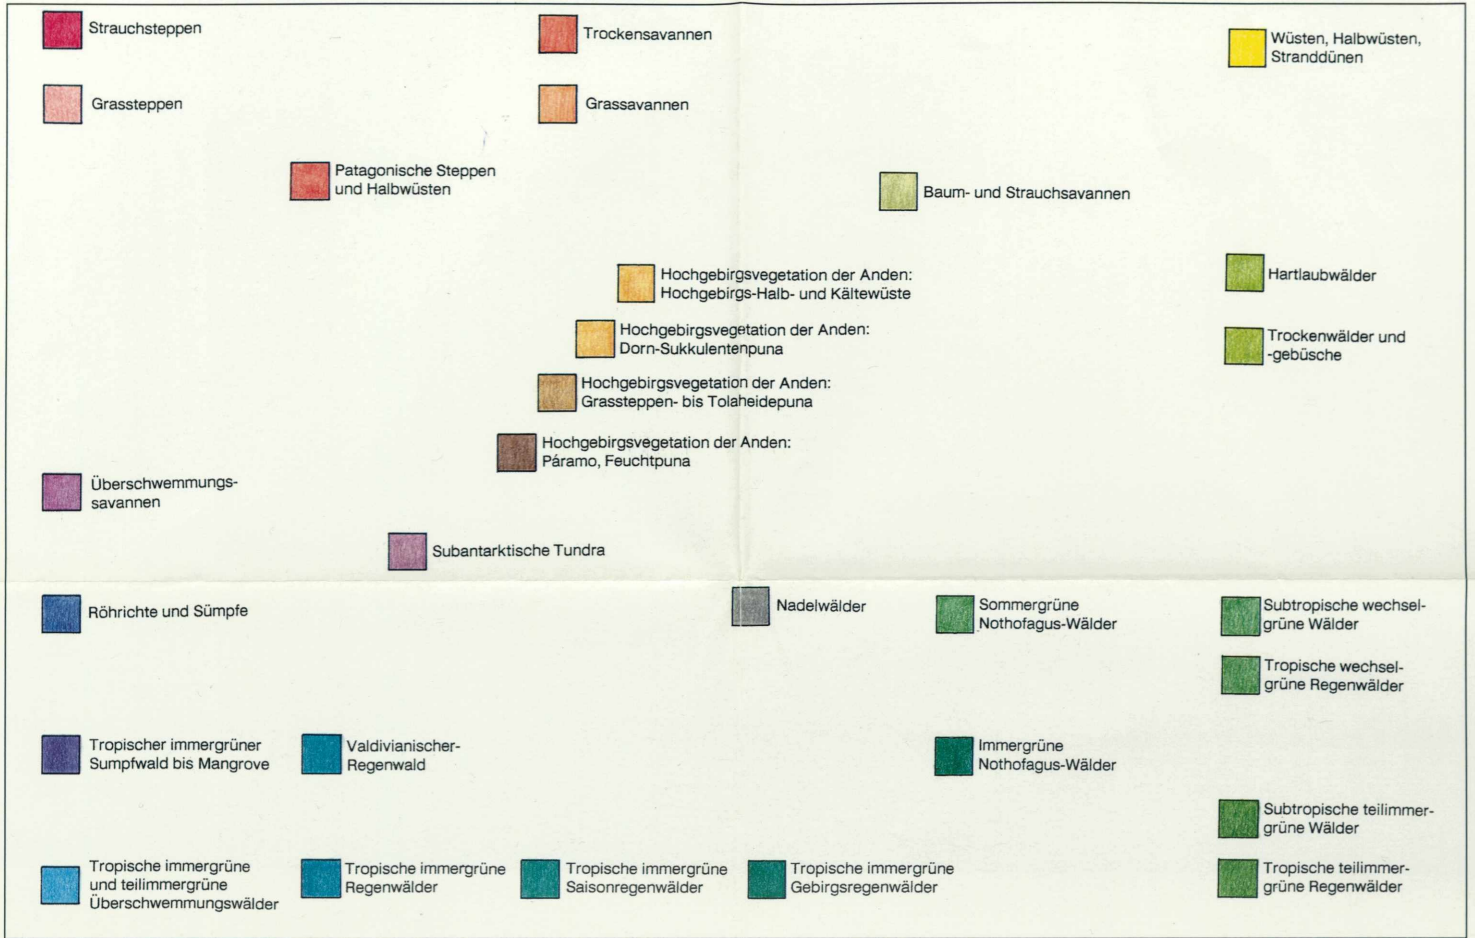 Strauchsteppen
Trockensavannen
Wüsten, Halbwüsten,
Stranddünen
Grassteppen
Grassavannen
Patagonische Steppen
und Halbwüsten
Baum- und Strauchsavannen
Hochgebirgsvegetation der Anden:
Hochgebirgs-Halb- und Kältewüste
Hartlaubwälder
Hochgebirgsvegetation der Anden:
Dorn-Sukkulentenpuna
Trockenwälder und
-gebüsche
Hochgebirgsvegetation der Anden:
Grassteppen- bis Tolaheidepuna
Hochgebirgsvegetation der Anden:
Páramo, Feuchtpuna
Überschwemmungs-
savannen
Subantarktische Tundra
Röhrichte und Sümpfe
Nadelwälder
Sommergrüne
Nothofagus-Wälder
Subtropische wechsel-
grüne Wälder
Tropische wechsel-
grüne Regenwälder
Tropischer immergrüner
Sumpfwald bis Mangrove
Valdivianischer-
Regenwald
Immergrüne
Nothofagus-Wälder
Subtropische teilimmer-
grüne Wälder
Tropische immergrüne
und teilimmergrüne
Überschwemmungswälder
Tropische immergrüne
Regenwälder
Tropische immergrüne
Saisonregenwälder
Tropische immergrüne
Gebirgsregenwälder
Tropische teilimmer-
grüne Regenwälder